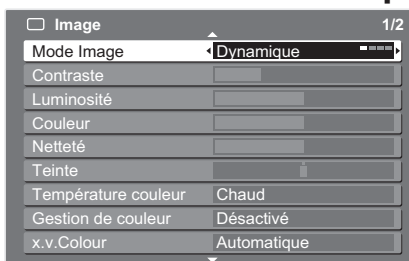 Image 1/2
Mode Image Dynamique
Contraste
Luminosité
Couleur
Netteté
Teinte
Température couleur Chaud
Gestion de couleur Désactivé
x.v.Colour Automatique